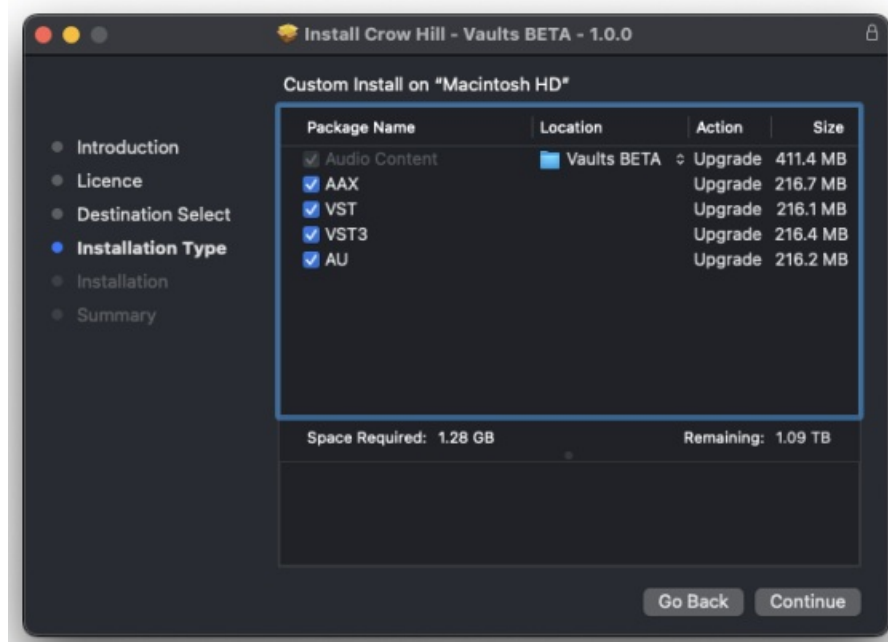 Install Crow Hill - Vaults BETA - 1.0.0
Custom Install on "Macintosh HD"
Introduction
Licence
Destination Select
Installation Type
Installation
Summary
Package Name Location Action Size
Audio Content Vaults BETA Upgrade 411.4 MB
AAX Upgrade 216.7 MB
VST Upgrade 216.1 MB
VST3 Upgrade 216.4 MB
AU Upgrade 216.2 MB
Space Required: 1.28 GB Remaining: 1.09 TB
Go Back Continue